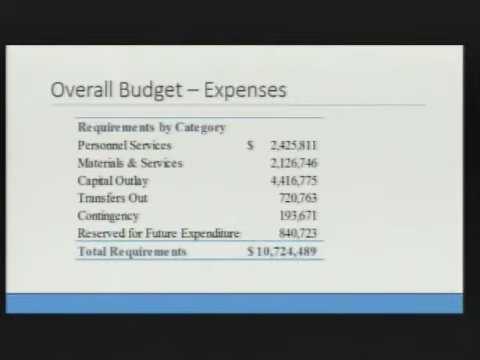 Overall Budget – Expenses
Requirements by Category
Personnel Services $ 2,425,811
Materials & Services 2,126,746
Capital Outlay 4,416,775
Transfers Out 720,763
Contingency 193,671
Reserved for Future Expenditure 840,723
Total Requirements $ 10,724,489